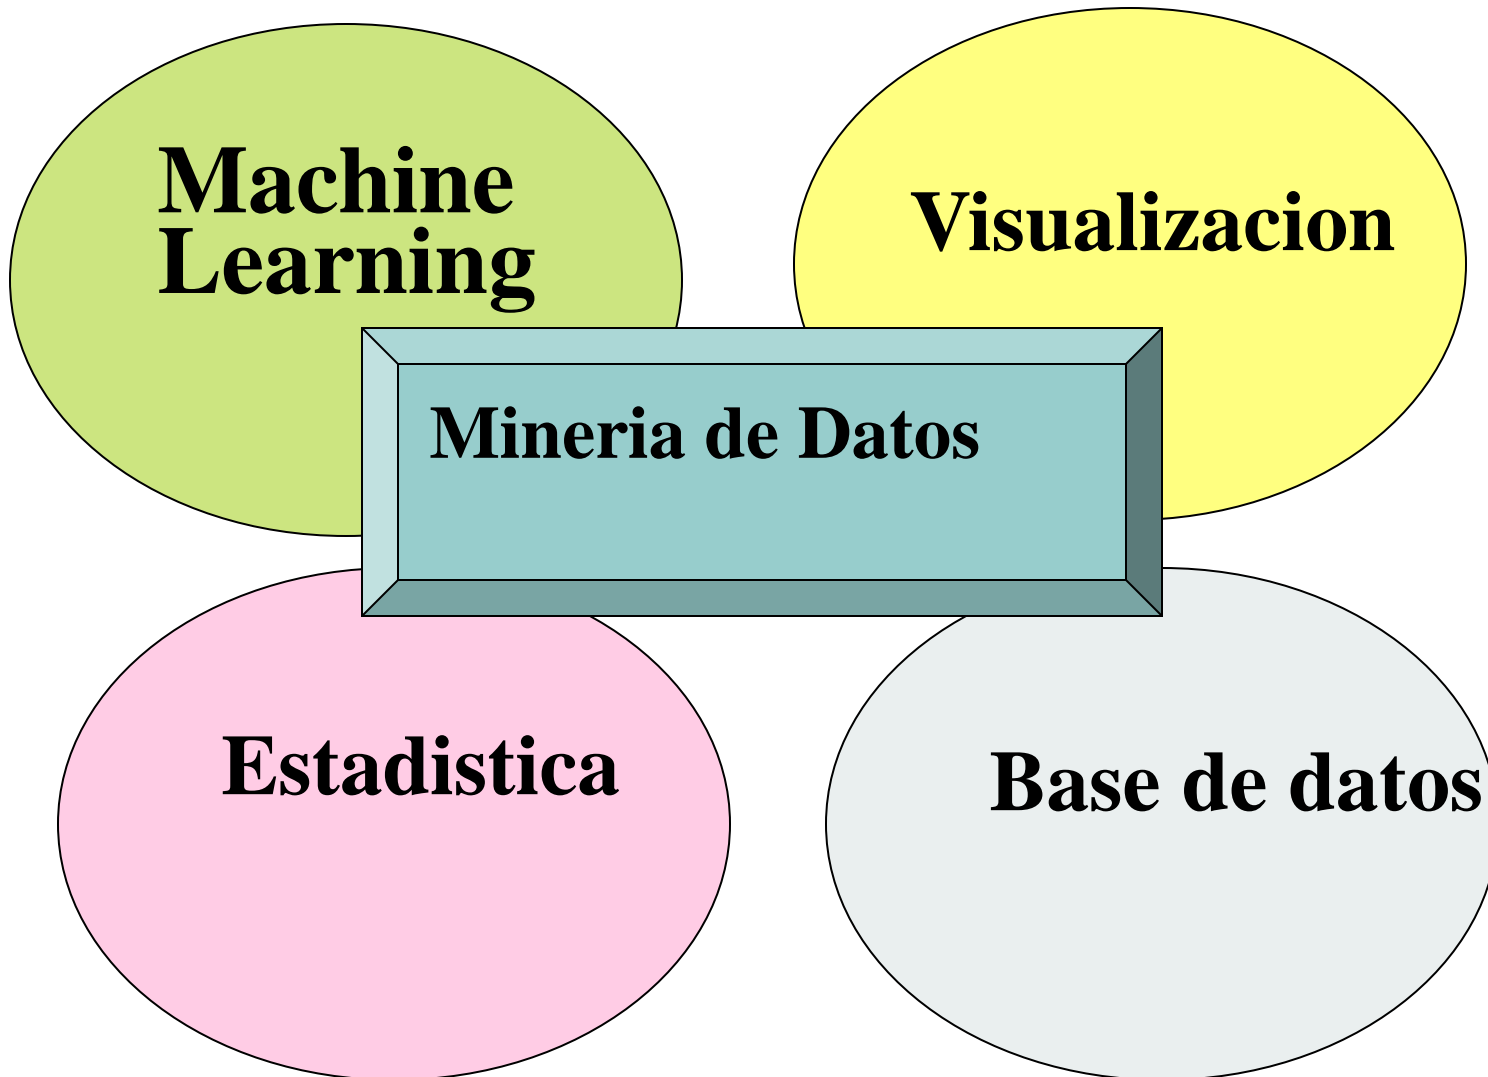 Machine
Learning
Visualizacion
Mineria de Datos
Estadistica
Base de datos